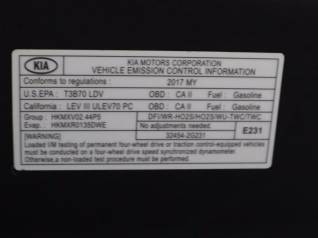 KIA
KIA MOTORS CORPORATION
VEHICLE EMISSION CONTROL INFORMATION
Conforms to regulations : 2017 MY
U.S.EPA : T3B70 LDV OBD : CA II Fuel : Gasoline
California : LEV III ULEV70 PC OBD : CA II Fuel : Gasoline
Group : HKMXV02.44P5 DFI/WR-HO2S/HO2S/WU-TWC/TWC
Evap : HKMXR0135DWE No adjustments needed. E231
[WARNING] 32454-2G231
Loaded I/M testing of permanent four-wheel drive or traction control-equipped vehicles
must be conducted on a four-wheel drive speed synchronized dynamometer.
Otherwise, a non-loaded test procedure must be performed.